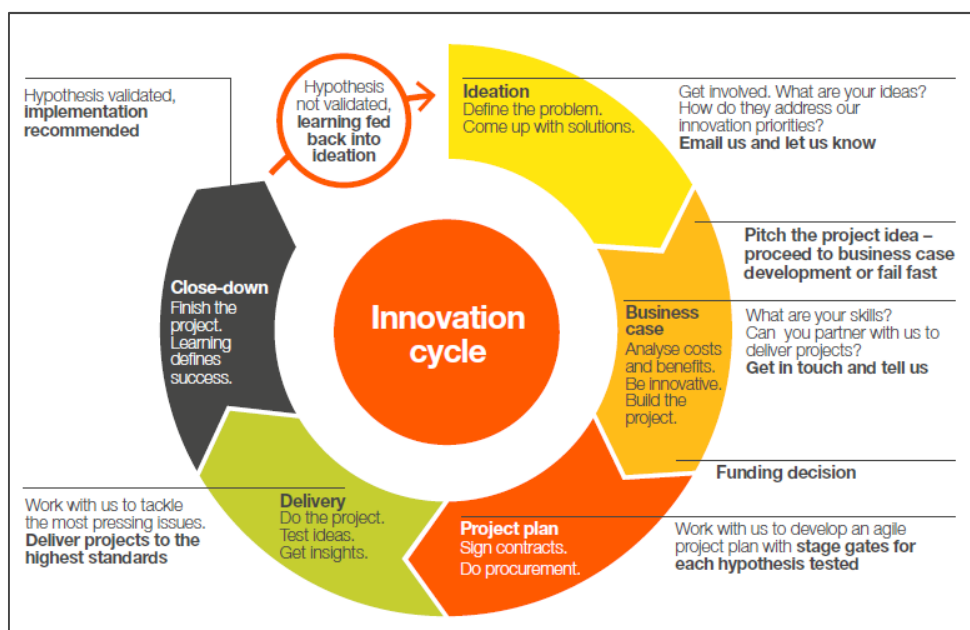 Hypothesis validated,
implementation
recommended
Hypothesis
not validated,
learning fed
back into
ideation
Ideation
Define the problem.
Come up with solutions.
Get involved. What are your ideas?
How do they address our
innovation priorities?
Email us and let us know
Pitch the project idea –
proceed to business case
development or fail fast
Business
case
Analyse costs
and benefits.
Be innovative.
Build the
project.
What are your skills?
Can you partner with us to
deliver projects?
Get in touch and tell us
Funding decision
Project plan
Sign contracts.
Do procurement.
Work with us to develop an agile
project plan with stage gates for
each hypothesis tested
Delivery
Do the project.
Test ideas.
Get insights.
Work with us to tackle
the most pressing issues.
Deliver projects to the
highest standards
Close-down
Finish the
project.
Learning
defines
success.
Innovation
cycle